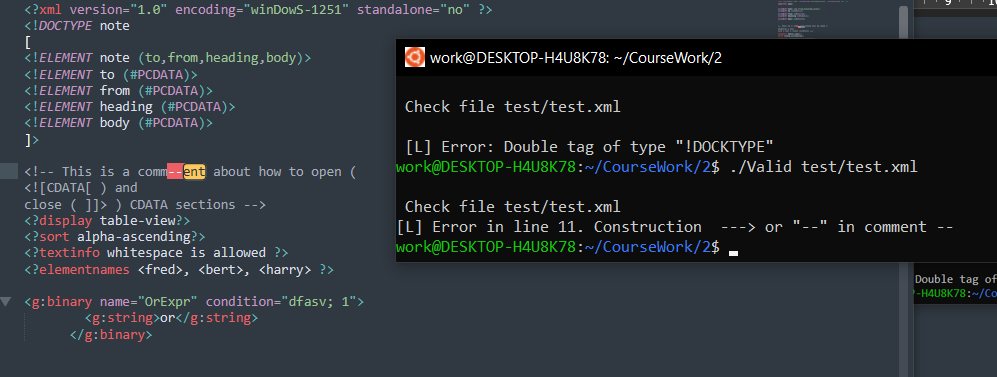 <?xml version="1.0" encoding="winDowS-1251" standalone="no" ?>
<!DOCTYPE note
[
<!ELEMENT note (to,from,heading,body)>
<!ELEMENT to (#PCDATA)>
<!ELEMENT from (#PCDATA)>
<!ELEMENT heading (#PCDATA)>
<!ELEMENT body (#PCDATA)>
]>
<!-- This is a comm--ent about how to open (
<![CDATA[ ) and
close ( ]]> ) CDATA sections -->
<?display table-view?>
<?sort alpha-ascending?>
<?textinfo whitespace is allowed ?>
<?elementnames <fred>, <bert>, <harry> ?>
<g:binary name="OrExpr" condition="dfasv; 1">
<g:string>or</g:string>
</g:binary>
work@DESKTOP-H4U8K78: ~/CourseWork/2
Check file test/test.xml
[L] Error: Double tag of type "!DOCKTYPE"
work@DESKTOP-H4U8K78:~/CourseWork/2$ ./Valid test/test.xml
Check file test/test.xml
[L] Error in line 11. Construction ---> or "--" in comment --
work@DESKTOP-H4U8K78:~/CourseWork/2$
9
Double tag of
P-H4U8K78:~/Co